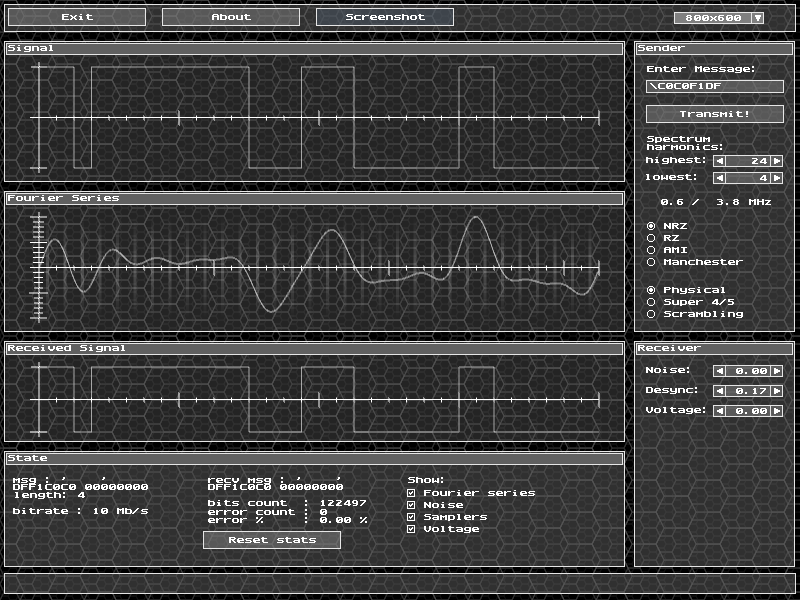 Exit
About
Screenshot
800x600
Signal
Sender
Enter Message:
\C0C0F1DF
Transmit!
Spectrum
harmonics:
highest: 24
lowest: 4
0.6 / 3.8 MHz
NRZ
RZ
AMI
Manchester
Physical
Super 4/5
Scrambling
Fourier Series
Received Signal
Receiver
Noise: 0.00
Desync: 0.17
Voltage: 0.00
State
msg : ' '
DFF1C0C0 00000000
length: 4
bitrate : 10 Mb/s
recv msg : ' '
DFF1C0C0 00000000
bits count : 122497
error count : 0
error % : 0.00 %
Reset stats
Show:
Fourier series
Noise
Samplers
Voltage